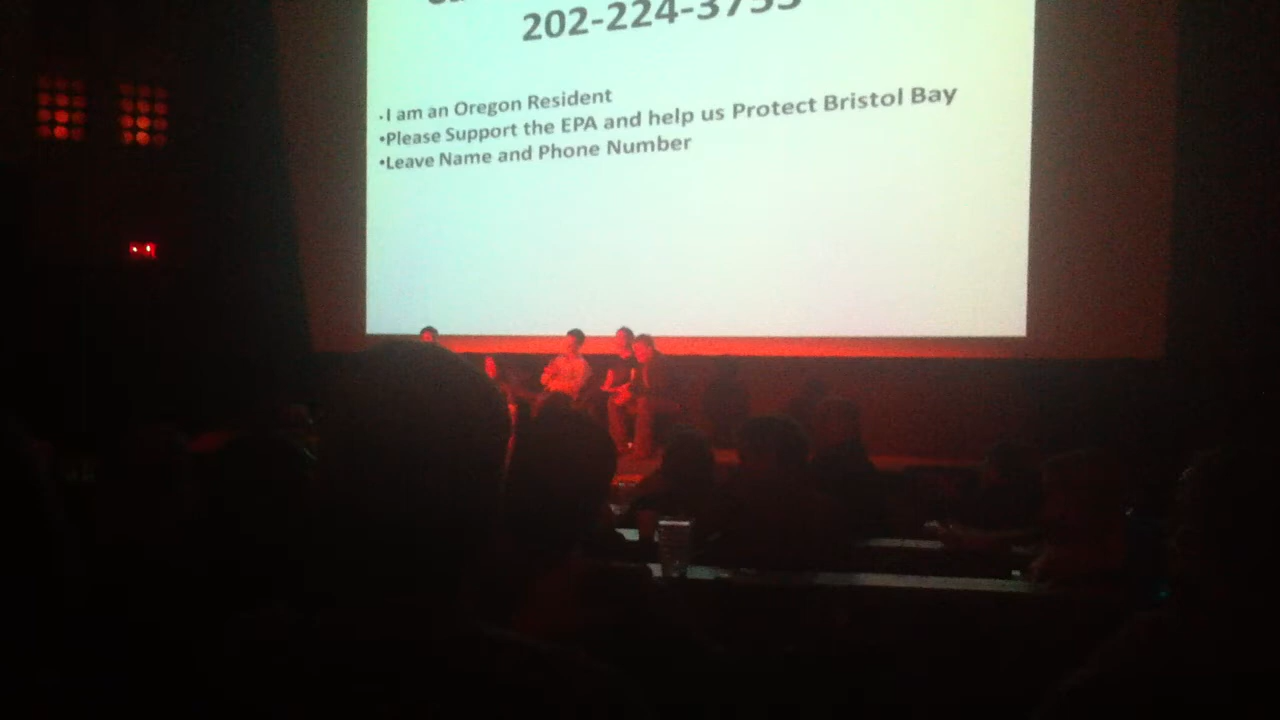 202-224-3753
•I am an Oregon Resident
•Please Support the EPA and help us Protect Bristol Bay
•Leave Name and Phone Number